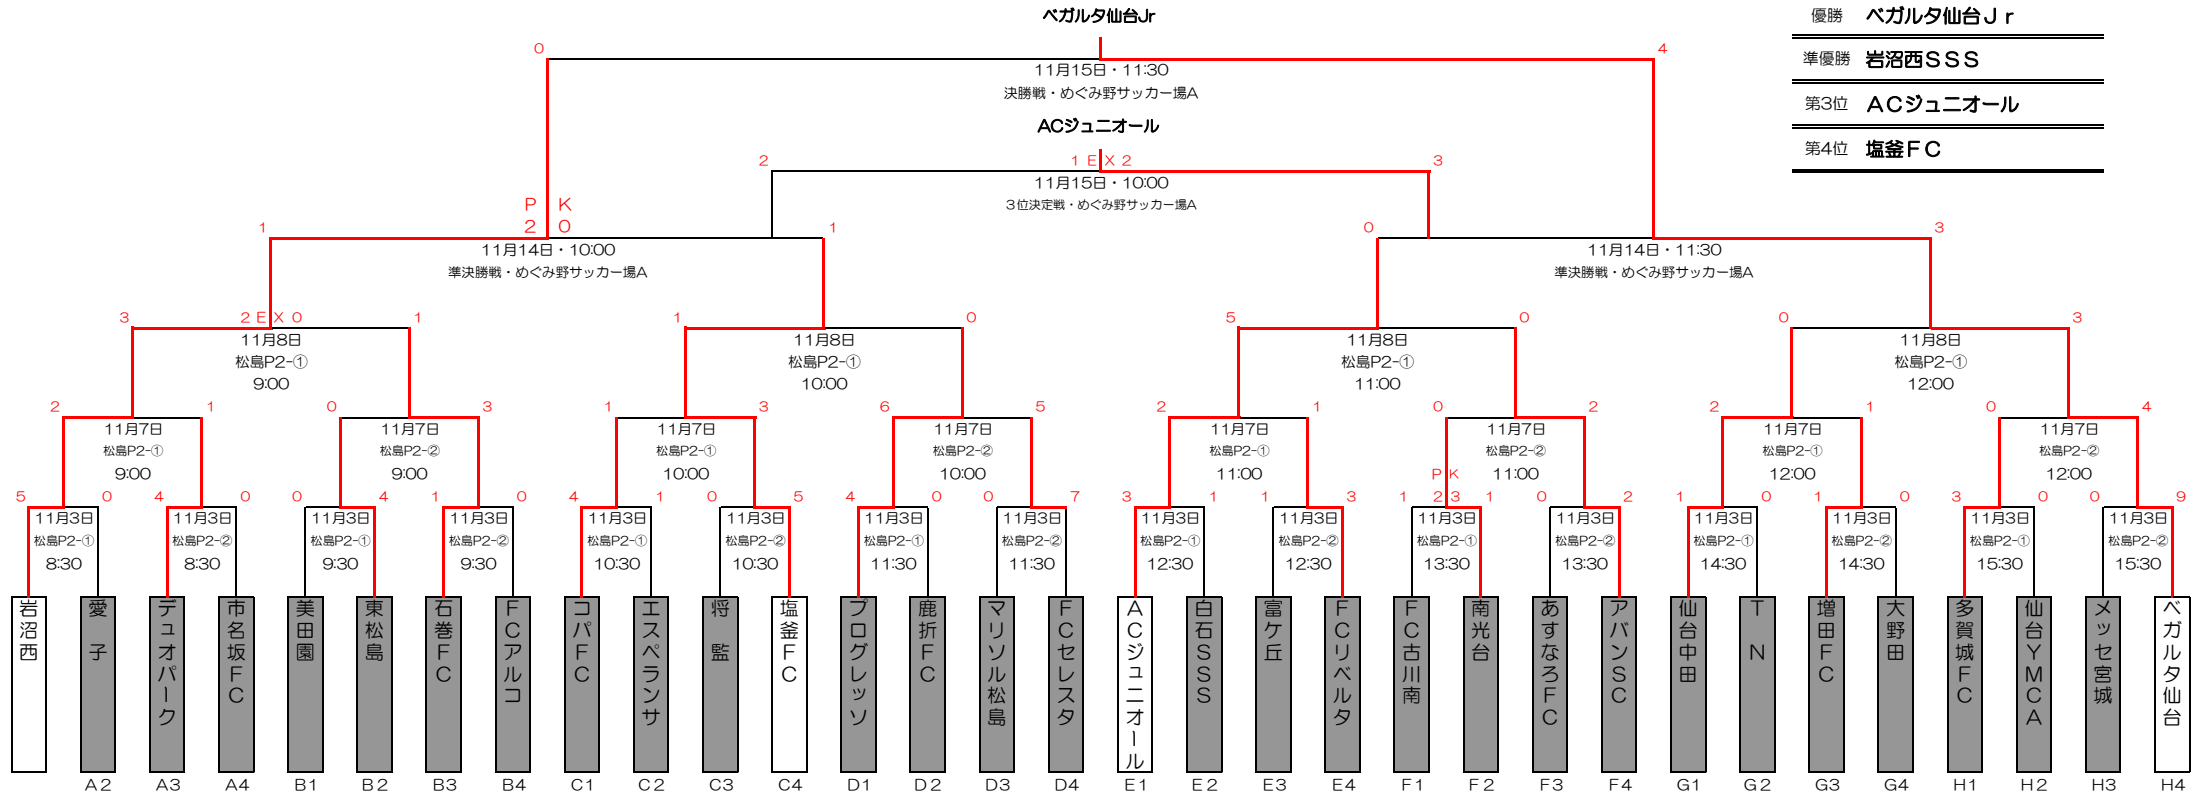 ベガルタ仙台Jr
優勝 ベガルタ仙台Ｊｒ
準優勝 岩沼西ＳＳＳ
第3位 ＡＣジュニオール
第4位 塩釜ＦＣ
0 4
11月15日・11:30
決勝戦・めぐみ野サッカー場A
ACジュニオール
2 1 EX 2 3
11月15日・10:00
3位決定戦・めぐみ野サッカー場A
PK
1 2 0 1 0 3
11月14日・10:00 11月14日・11:30
準決勝戦・めぐみ野サッカー場A 準決勝戦・めぐみ野サッカー場A
3 2 EX 0 1 1 0 5 0 0 3
11月8日 11月8日 11月8日 11月8日
松島P2-① 松島P2-① 松島P2-① 松島P2-①
9:00 10:00 11:00 12:00
2 1 0 3 1 3 6 5 2 1 0 2 2 1 0 4
11月7日 11月7日 11月7日 11月7日 11月7日 11月7日 11月7日 11月7日
松島P2-① 松島P2-② 松島P2-① 松島P2-② 松島P2-① 松島P2-② 松島P2-① 松島P2-②
9:00 9:00 10:00 10:00 11:00 11:00 12:00 12:00
PK
5 0 4 0 0 4 1 0 4 1 0 5 4 0 0 7 3 1 1 3 1 2 3 1 0 2 1 0 1 0 3 0 0 9
11月3日 11月3日 11月3日 11月3日 11月3日 11月3日 11月3日 11月3日 11月3日 11月3日 11月3日 11月3日 11月3日 11月3日 11月3日 11月3日
松島P2-① 松島P2-② 松島P2-① 松島P2-② 松島P2-① 松島P2-② 松島P2-① 松島P2-② 松島P2-① 松島P2-② 松島P2-① 松島P2-② 松島P2-① 松島P2-② 松島P2-① 松島P2-②
8:30 8:30 9:30 9:30 10:30 10:30 11:30 11:30 12:30 12:30 13:30 13:30 14:30 14:30 15:30 15:30
岩沼西
愛子
デュオパーク
市名坂FC
美田園
東松島
石巻FC
FCアルコ
コパFC
エスペランサ
将監
塩釜FC
プログレッソ
鹿折FC
マリソル松島
FCセレスタ
ACジュニオール
白石SSS
富ケ丘
FCリベルタ
FC古川南
南光台
あすなろFC
アバンSC
仙台中田
TN
増田FC
大野田
多賀城FC
仙台YMCA
メッセ宮城
ベガルタ仙台
A2 A3 A4 B1 B2 B3 B4 C1 C2 C3 C4 D1 D2 D3 D4 E1 E2 E3 E4 F1 F2 F3 F4 G1 G2 G3 G4 H1 H2 H3 H4